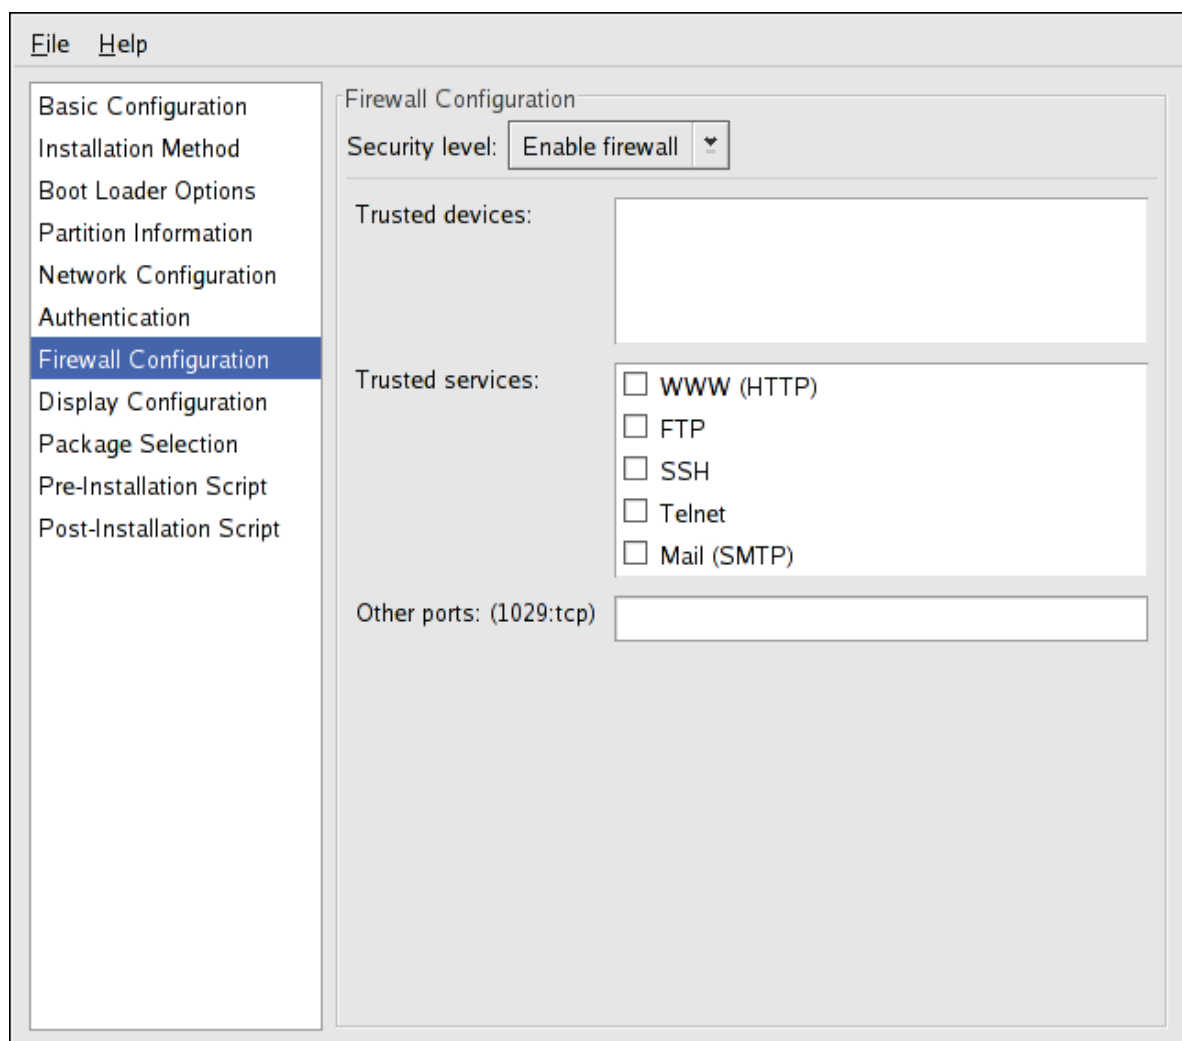 File Help
Basic Configuration
Installation Method
Boot Loader Options
Partition Information
Network Configuration
Authentication
Firewall Configuration
Display Configuration
Package Selection
Pre-Installation Script
Post-Installation Script
Firewall Configuration
Security level: Enable firewall
Trusted devices:
Trusted services:
WWW (HTTP)
FTP
SSH
Telnet
Mail (SMTP)
Other ports: (1029:tcp)